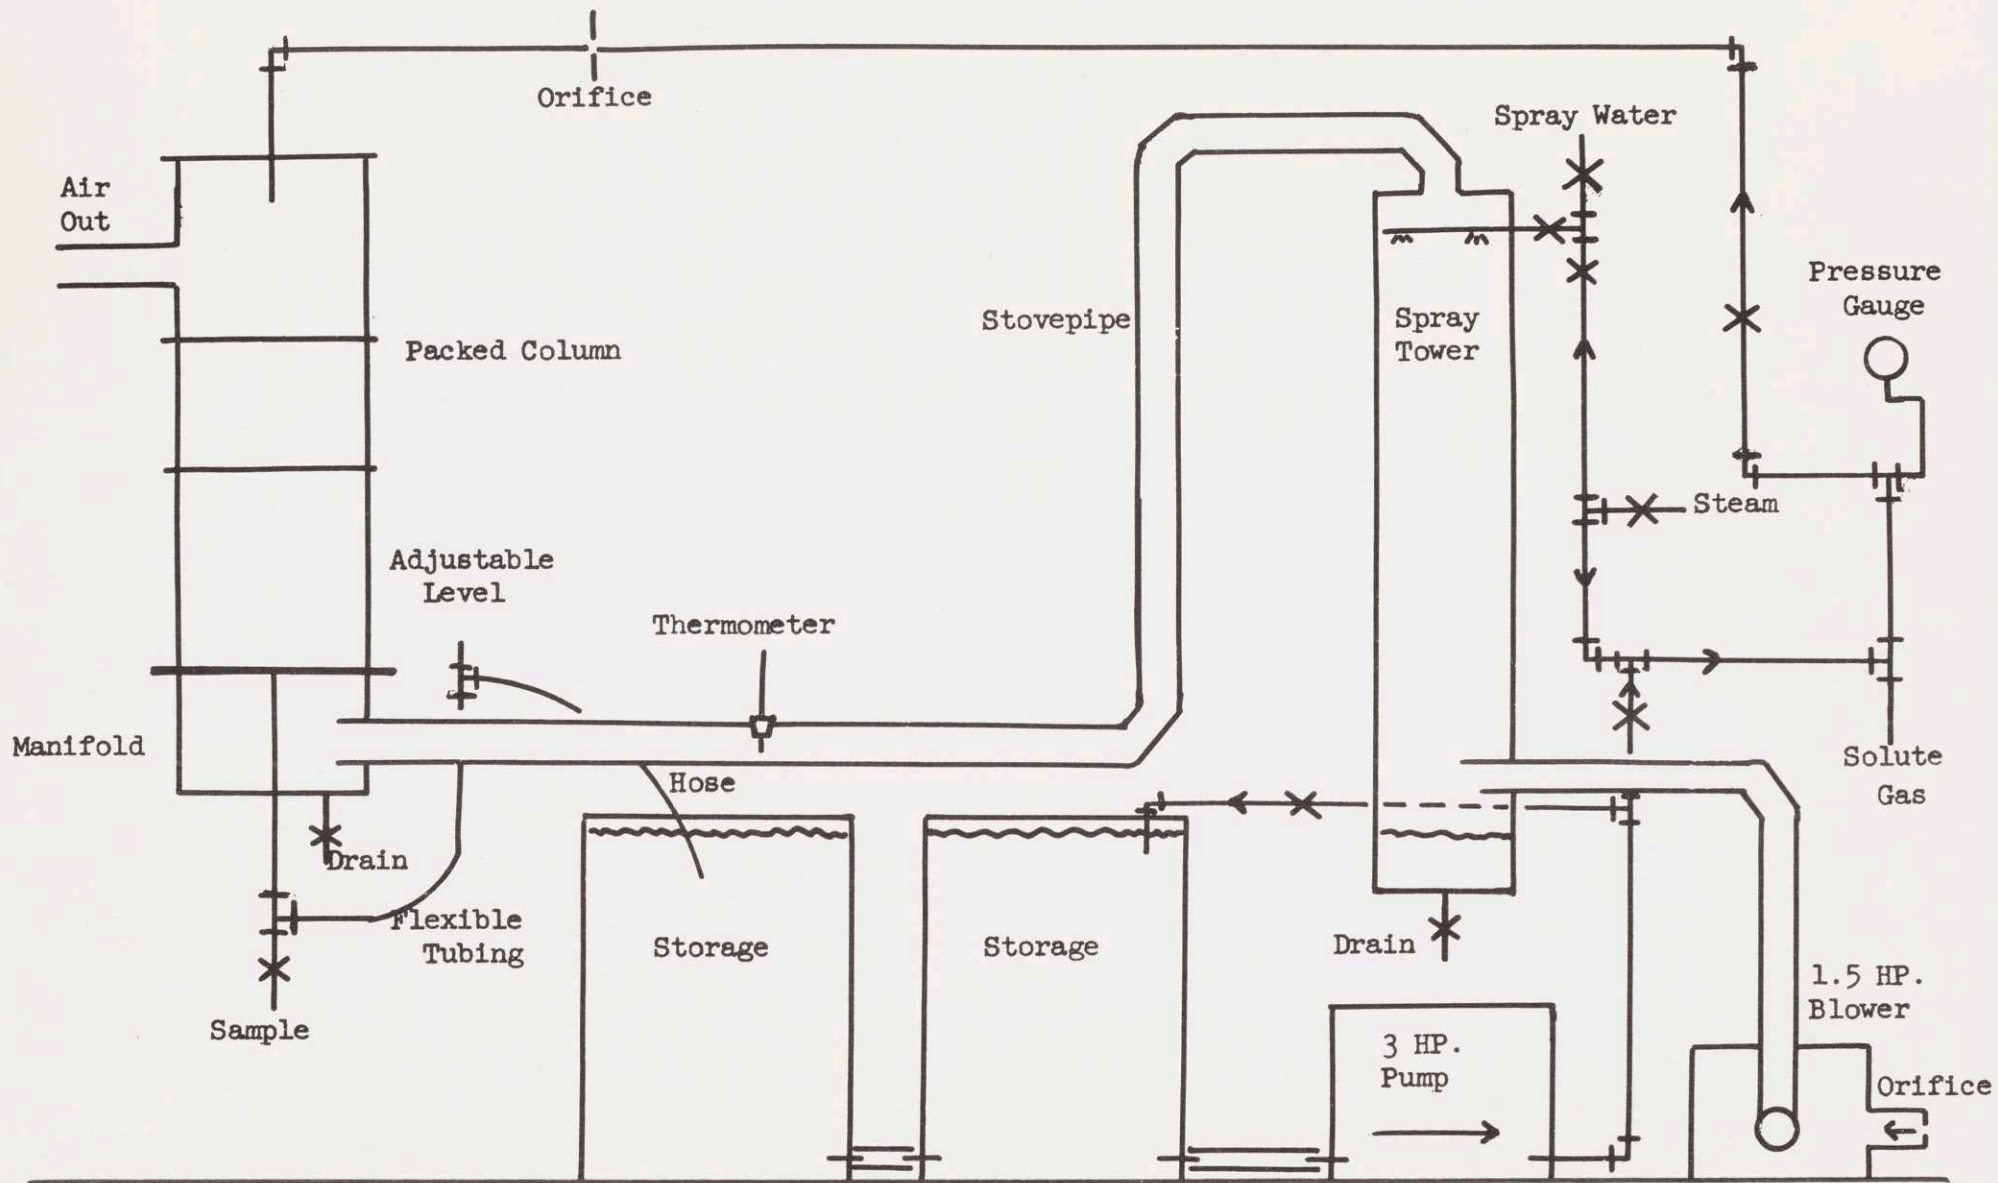 Orifice
Spray Water
Air
Out
Pressure
Gauge
Stovepipe
Spray
Tower
Packed Column
Steam
Adjustable
Level
Thermometer
Manifold
Hose
Solute
Gas
Drain
Flexible
Tubing
Storage
Storage
Drain
1.5 HP.
Blower
Sample
3 HP.
Pump
Orifice